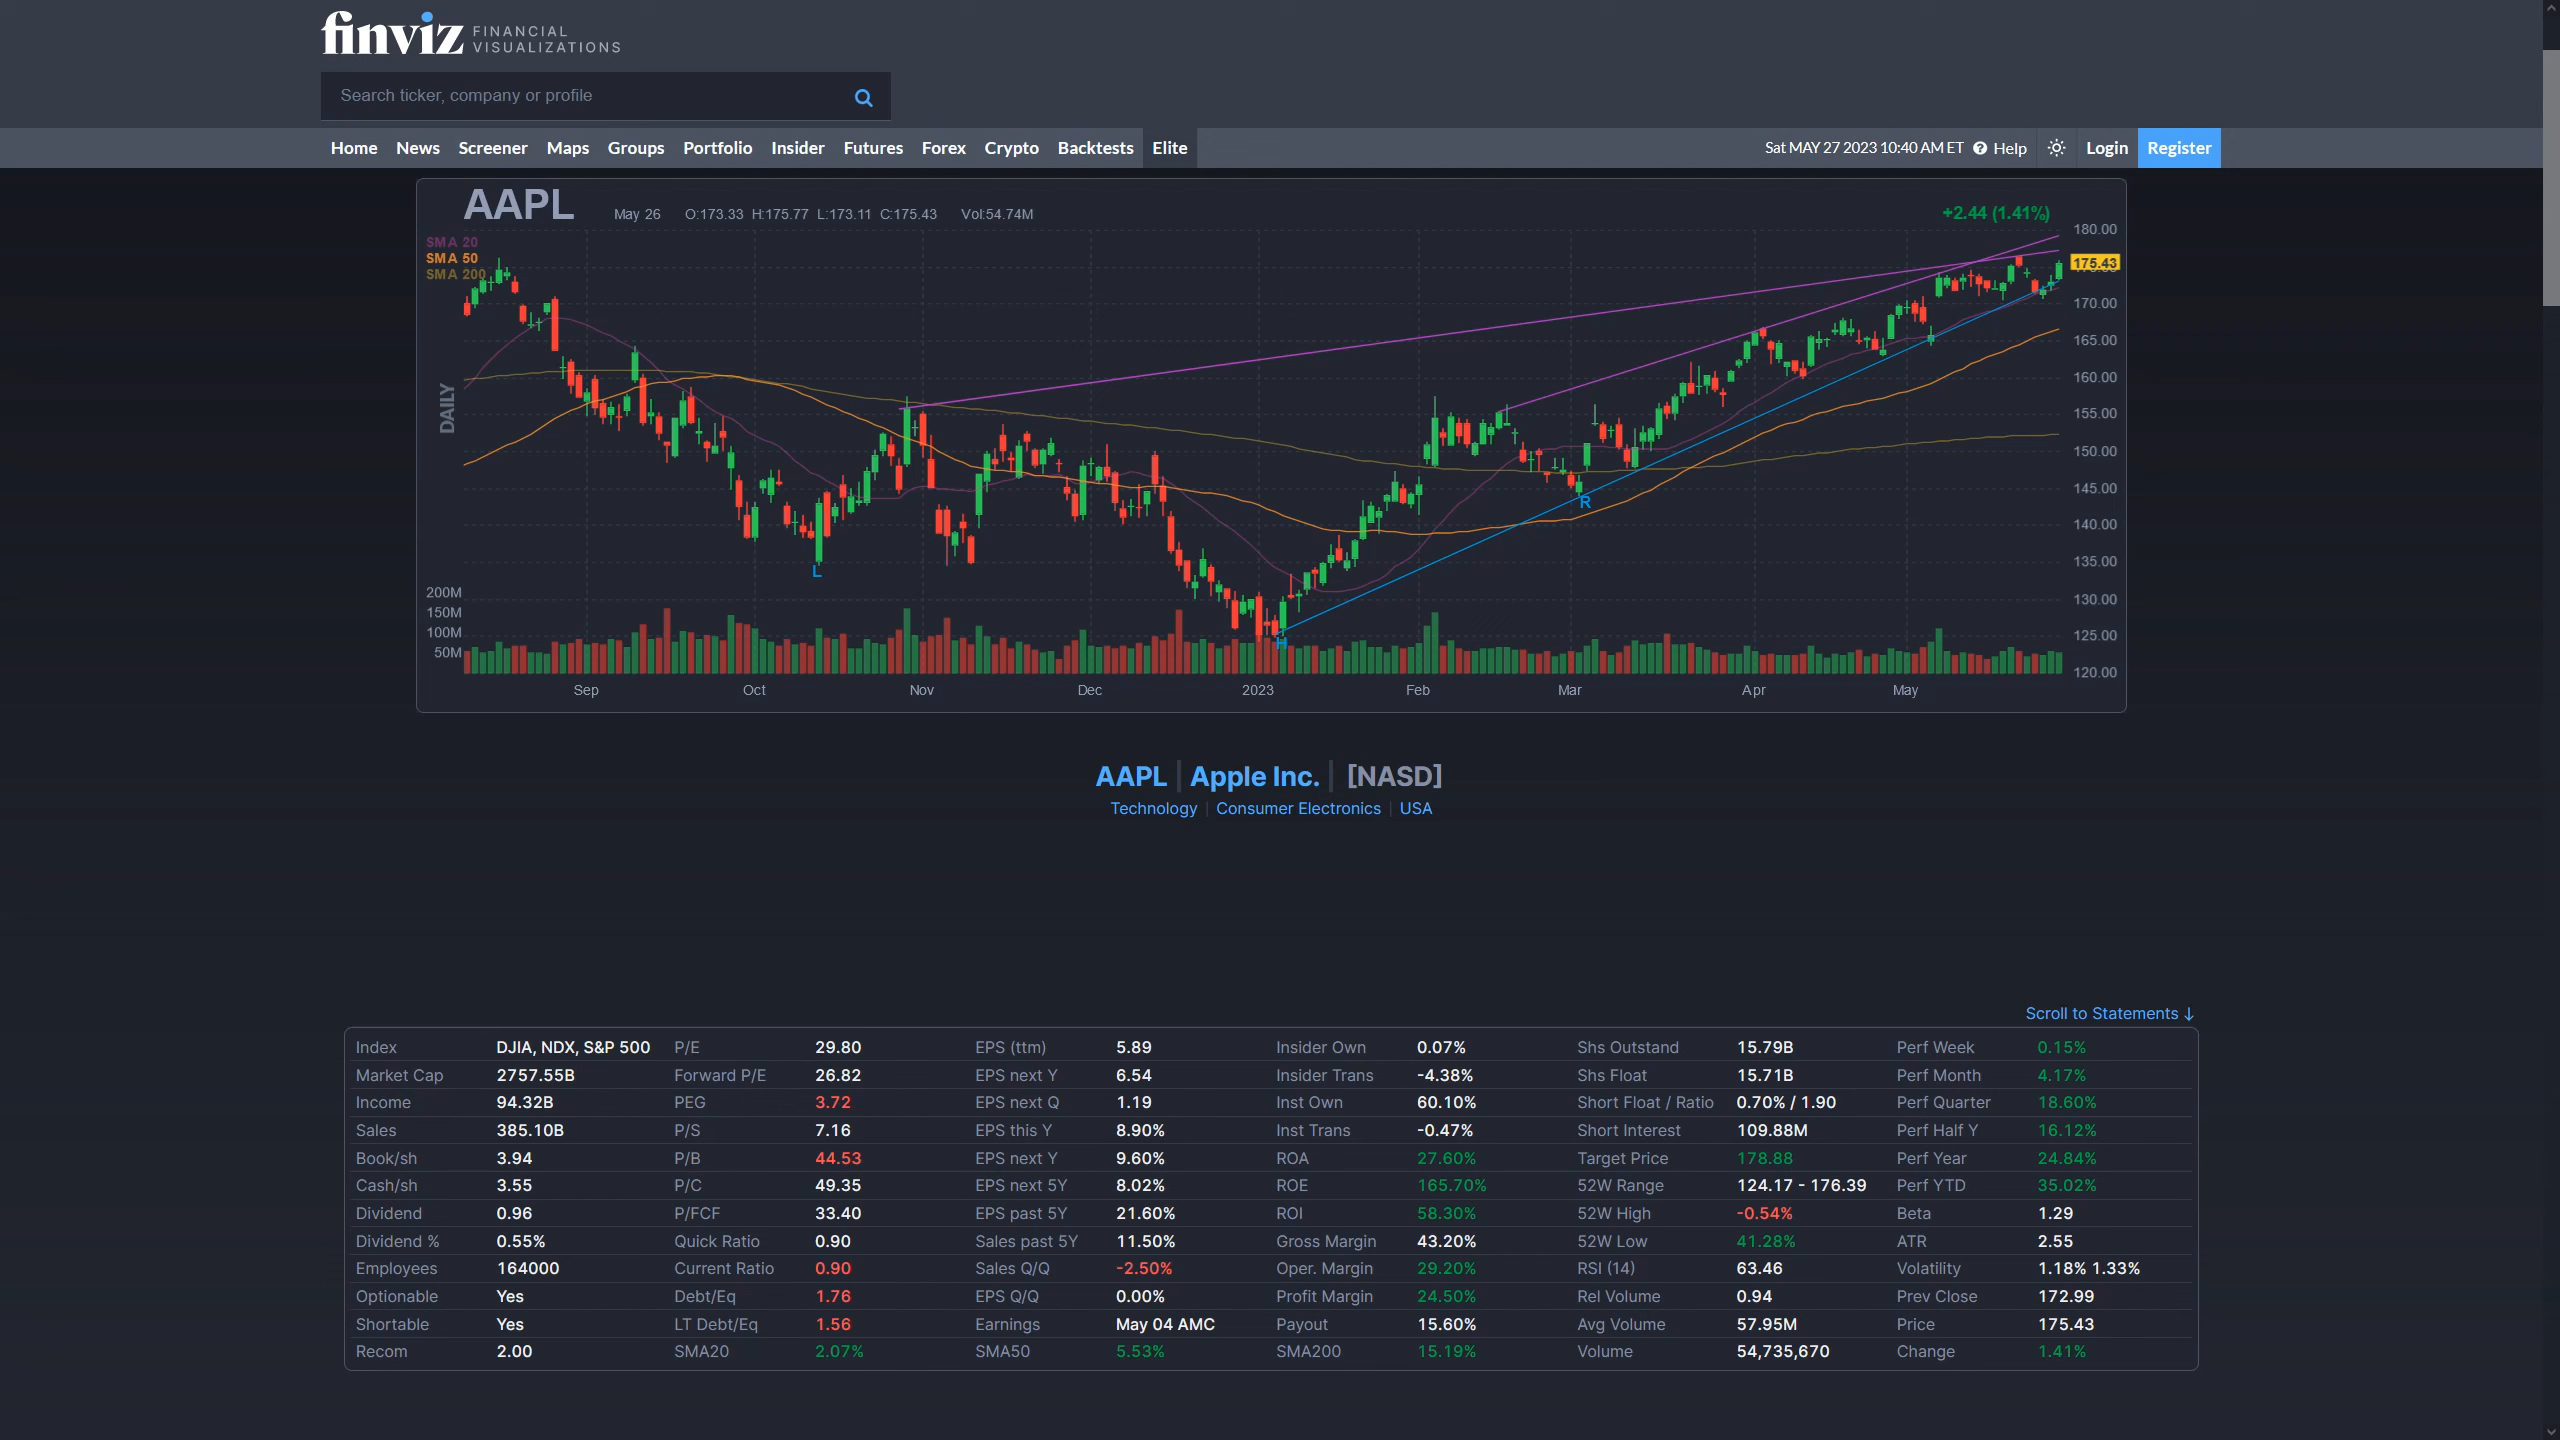 finviz FINANCIAL VISUALIZATIONS
Search ticker, company or profile
Home News Screener Maps Groups Portfolio Insider Futures Forex Crypto Backtests Elite Sat MAY 27 2023 10:40 AM ET Help Login Register
AAPL May 26 O:173.33 H:175.77 L:173.11 C:175.43 Vol:54.74M +2.44 (1.41%)
SMA 20
SMA 50
SMA 200
DAILY
180.00
175.43
170.00
165.00
160.00
155.00
150.00
145.00
140.00
135.00
130.00
125.00
120.00
R
L
H
200M
150M
100M
50M
Sep Oct Nov Dec 2023 Feb Mar Apr May
AAPL | Apple Inc. | [NASD]
Technology | Consumer Electronics | USA
Scroll to Statements ↓
Index DJIA, NDX, S&P 500 P/E 29.80 EPS (ttm) 5.89 Insider Own 0.07% Shs Outstand 15.79B Perf Week 0.15%
Market Cap 2757.55B Forward P/E 26.82 EPS next Y 6.54 Insider Trans -4.38% Shs Float 15.71B Perf Month 4.17%
Income 94.32B PEG 3.72 EPS next Q 1.19 Inst Own 60.10% Short Float / Ratio 0.70% / 1.90 Perf Quarter 18.60%
Sales 385.10B P/S 7.16 EPS this Y 8.90% Inst Trans -0.47% Short Interest 109.88M Perf Half Y 16.12%
Book/sh 3.94 P/B 44.53 EPS next Y 9.60% ROA 27.60% Target Price 178.88 Perf Year 24.84%
Cash/sh 3.55 P/C 49.35 EPS next 5Y 8.02% ROE 165.70% 52W Range 124.17 - 176.39 Perf YTD 35.02%
Dividend 0.96 P/FCF 33.40 EPS past 5Y 21.60% ROI 58.30% 52W High -0.54% Beta 1.29
Dividend % 0.55% Quick Ratio 0.90 Sales past 5Y 11.50% Gross Margin 43.20% 52W Low 41.28% ATR 2.55
Employees 164000 Current Ratio 0.90 Sales Q/Q -2.50% Oper. Margin 29.20% RSI (14) 63.46 Volatility 1.18% 1.33%
Optionable Yes Debt/Eq 1.76 EPS Q/Q 0.00% Profit Margin 24.50% Rel Volume 0.94 Prev Close 172.99
Shortable Yes LT Debt/Eq 1.56 Earnings May 04 AMC Payout 15.60% Avg Volume 57.95M Price 175.43
Recom 2.00 SMA20 2.07% SMA50 5.53% SMA200 15.19% Volume 54,735,670 Change 1.41%